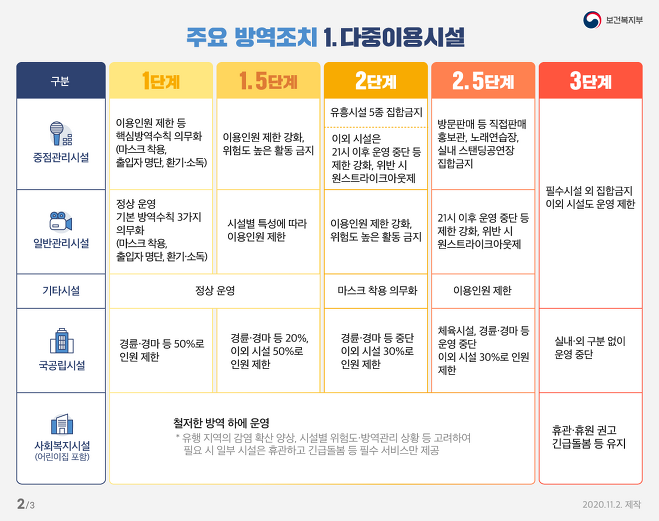 보건복지부
주요 방역조치 1.다중이용시설
구분
1단계
1.5단계
2단계
2.5단계
3단계
중점관리시설
이용인원 제한 등
핵심방역수칙 의무화
(마스크 착용,
출입자 명단, 환기·소독)
이용인원 제한 강화,
위험도 높은 활동 금지
유흥시설 5종 집합금지
이외 시설은
21시 이후 운영 중단 등
제한 강화, 위반 시
원스트라이크아웃제
방문판매 등 직접판매
홍보관, 노래연습장,
실내 스탠딩공연장
집합금지
필수시설 외 집합금지
이외 시설도 운영 제한
일반관리시설
정상 운영
기본 방역수칙 3가지
의무화
(마스크 착용,
출입자 명단, 환기·소독)
시설별 특성에 따라
이용인원 제한
이용인원 제한 강화,
위험도 높은 활동 금지
21시 이후 운영 중단 등
제한 강화, 위반 시
원스트라이크아웃제
기타시설
정상 운영
마스크 착용 의무화
이용인원 제한
국공립시설
경륜·경마 등 50%로
인원 제한
경륜·경마 등 20%,
이외 시설 50%로
인원 제한
경륜·경마 등 중단
이외 시설 30%로
인원 제한
체육시설, 경륜·경마 등
운영 중단
이외 시설 30%로 인원
제한
실내·외 구분 없이
운영 중단
사회복지시설
(어린이집 포함)
철저한 방역 하에 운영
* 유행 지역의 감염 확산 양상, 시설별 위험도·방역관리 상황 등 고려하여
필요 시 일부 시설은 휴관하고 긴급돌봄 등 필수 서비스만 제공
휴관·휴원 권고
긴급돌봄 등 유지
2/3
2020.11.2. 제작